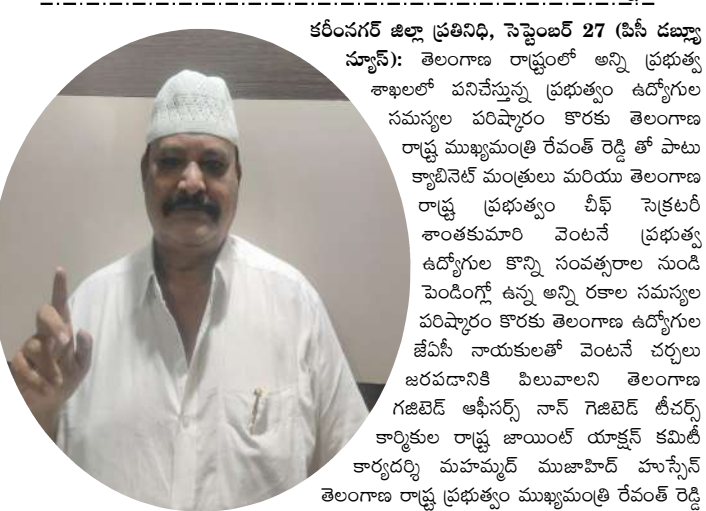 కరీంనగర్ జిల్లా ప్రతినిధి, సెప్టెంబర్ 27 (పిసీ డబ్ల్యూ
న్యూస్): తెలంగాణ రాష్ట్రంలో అన్ని ప్రభుత్వ
శాఖలలో పనిచేస్తున్న ప్రభుత్వం ఉద్యోగుల
సమస్యల పరిష్కారం కొరకు తెలంగాణ
రాష్ట్ర ముఖ్యమంత్రి రేవంత్ రెడ్డి తో పాటు
క్యాబినెట్ మంత్రులు మరియు తెలంగాణ
రాష్ట్ర ప్రభుత్వం చీఫ్ సెక్రటరీ
శాంతకుమారి వెంటనే ప్రభుత్వ
ఉద్యోగుల కొన్ని సంవత్సరాల నుండి
పెండింగ్లో ఉన్న అన్ని రకాల సమస్యల
పరిష్కారం కొరకు తెలంగాణ ఉద్యోగుల
జేఏసీ నాయకులతో వెంటనే చర్చలు
జరపడానికి పిలువాలని తెలంగాణ
గజిటెడ్ ఆఫీసర్స్ నాన్ గెజిటెడ్ టీచర్స్
కార్మికుల రాష్ట్ర జాయింట్ యాక్షన్ కమిటీ
కార్యదర్శి మహమ్మద్ ముజాహిద్ హుస్సేన్
తెలంగాణ రాష్ట్ర ప్రభుత్వం ముఖ్యమంత్రి రేవంత్ రెడ్డి